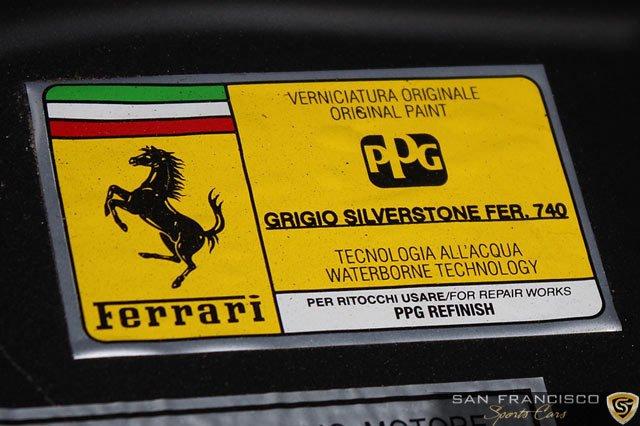 VERNICIATURA ORIGINALE
ORIGINAL PAINT
PPG
GRIGIO SILVERSTONE FER. 740
TECNOLOGIA ALL'ACQUA
WATERBORNE TECHNOLOGY
Ferrari
PER RITOCCHI USARE/FOR REPAIR WORKS
PPG REFINISH
MOTORE
SAN FRANCISCO
Sports Cars